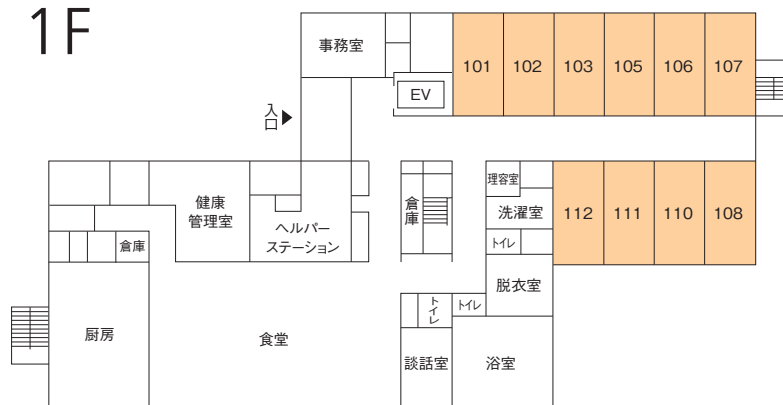 1F
事務室
101
102
103
105
106
107
EV
入口
健康
管理室
ヘルパー
ステーション
倉庫
理容室
洗濯室
112
111
110
108
倉庫
トイレ
脱衣室
トイレ
トイレ
厨房
食堂
談話室
浴室